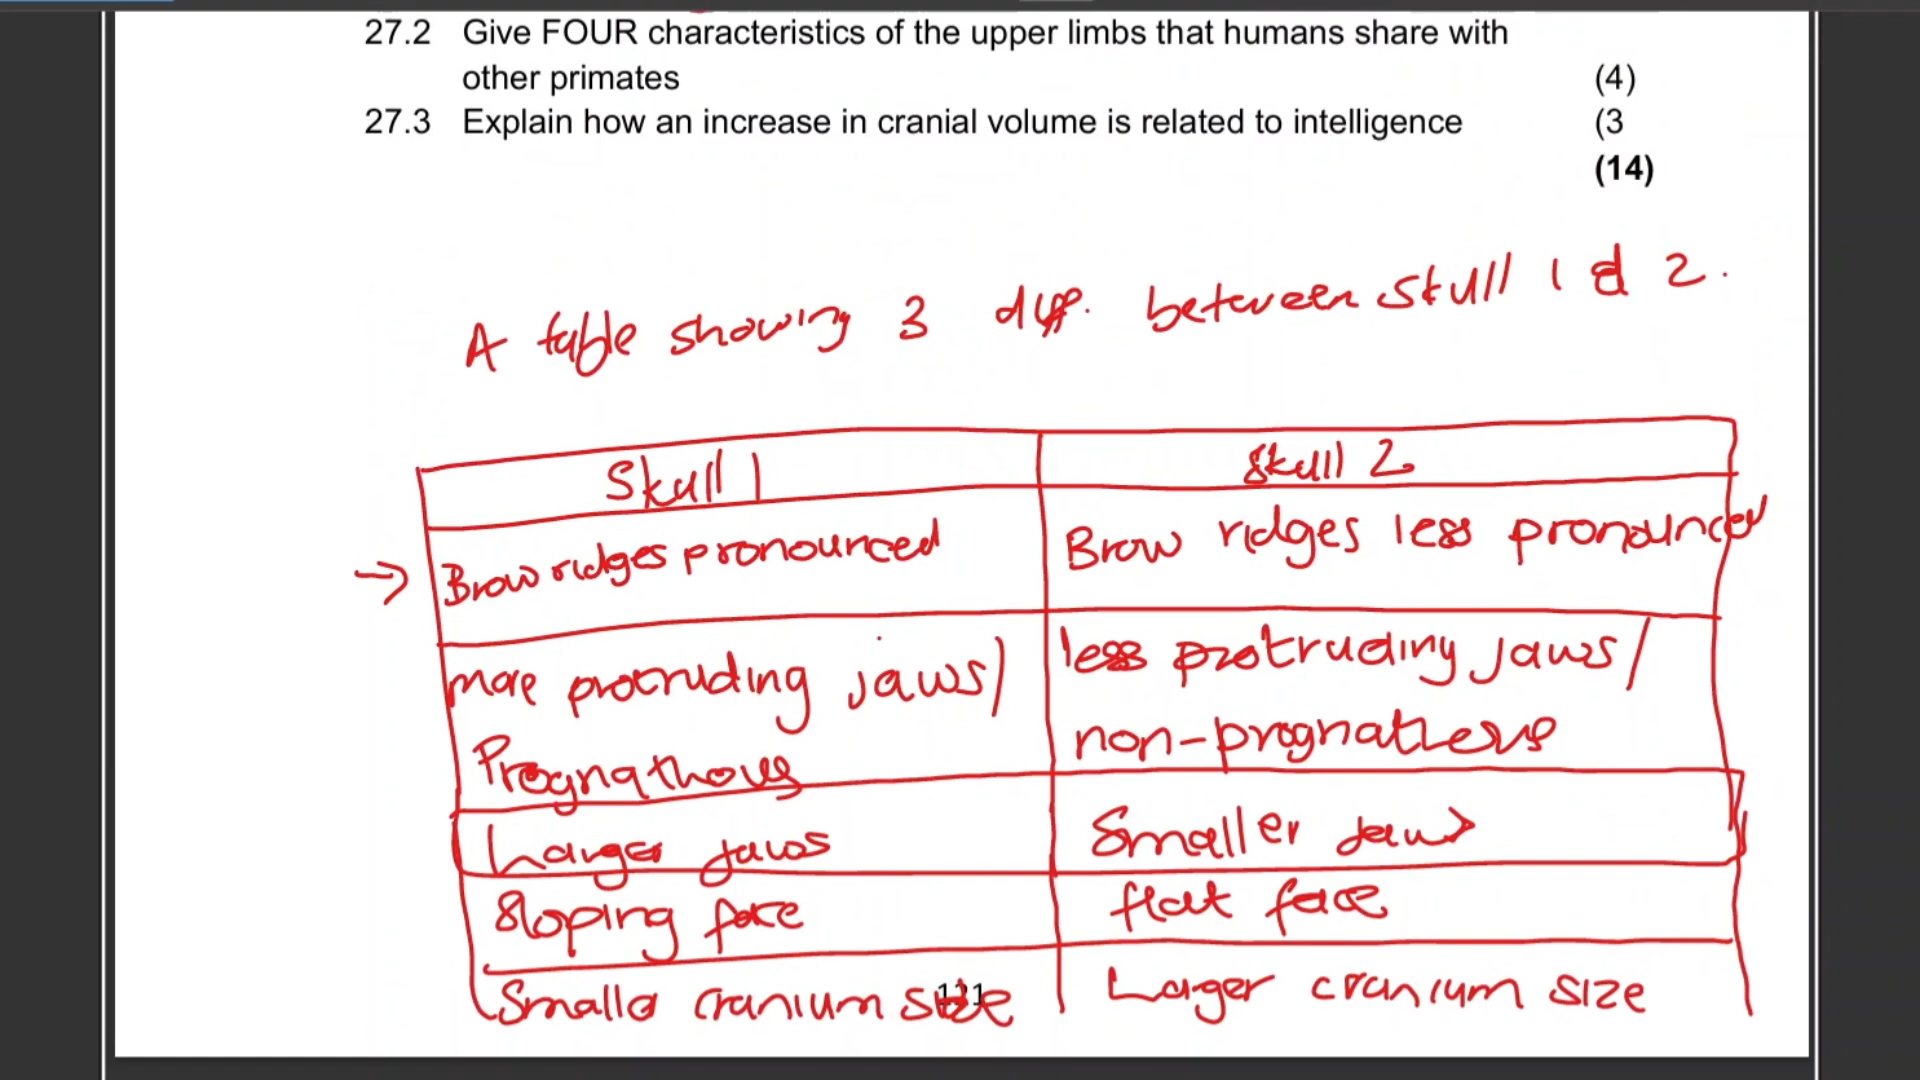 27.2 Give FOUR characteristics of the upper limbs that humans share with
other primates (4)
27.3 Explain how an increase in cranial volume is related to intelligence (3
(14)
A table showing 3 diff. between skull 1 & 2.
Skull 1 Skull 2
Brow ridges pronounced Brow ridges less pronounced
→ more protruding jaws/ less protruding jaws/
Prognathous non-prognathous
Larger jaws Smaller jaws
Sloping face flat face
Smaller cranium size Larger cranium size
121